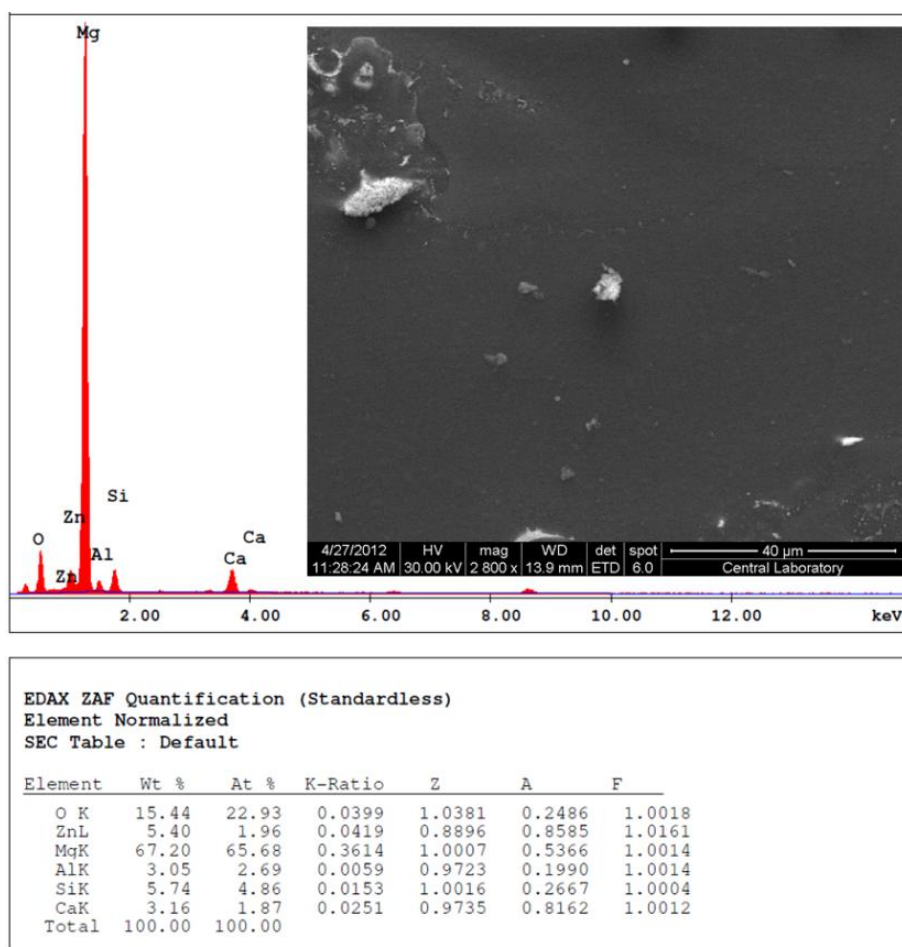 Mg
Si
Zn
O
Al
Ca
Ca
Zn
4/27/2012 HV mag WD det spot 40 µm
11:28:24 AM 30.00 kV 2 800 x 13.9 mm ETD 6.0 Central Laboratory
2.00 4.00 6.00 8.00 10.00 12.00 keV
EDAX ZAF Quantification (Standardless)
Element Normalized
SEC Table : Default
Element Wt % At % K-Ratio Z A F
O K 15.44 22.93 0.0399 1.0381 0.2486 1.0018
ZnL 5.40 1.96 0.0419 0.8896 0.8585 1.0161
MgK 67.20 65.68 0.3614 1.0007 0.5366 1.0014
AlK 3.05 2.69 0.0059 0.9723 0.1990 1.0014
SiK 5.74 4.86 0.0153 1.0016 0.2667 1.0004
CaK 3.16 1.87 0.0251 0.9735 0.8162 1.0012
Total 100.00 100.00